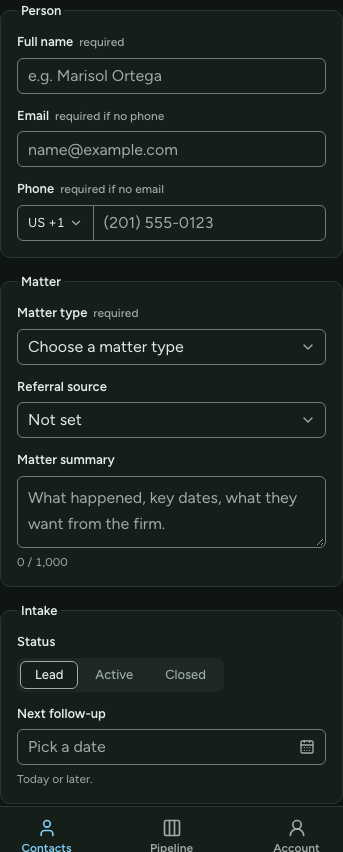 Person
Full name required
e.g. Marisol Ortega
Email required if no phone
name@example.com
Phone required if no email
US +1 (201) 555-0123
Matter
Matter type required
Choose a matter type
Referral source
Not set
Matter summary
What happened, key dates, what they
want from the firm.
0 / 1,000
Intake
Status
Lead Active Closed
Next follow-up
Pick a date
Today or later.
Contacts Pipeline Account